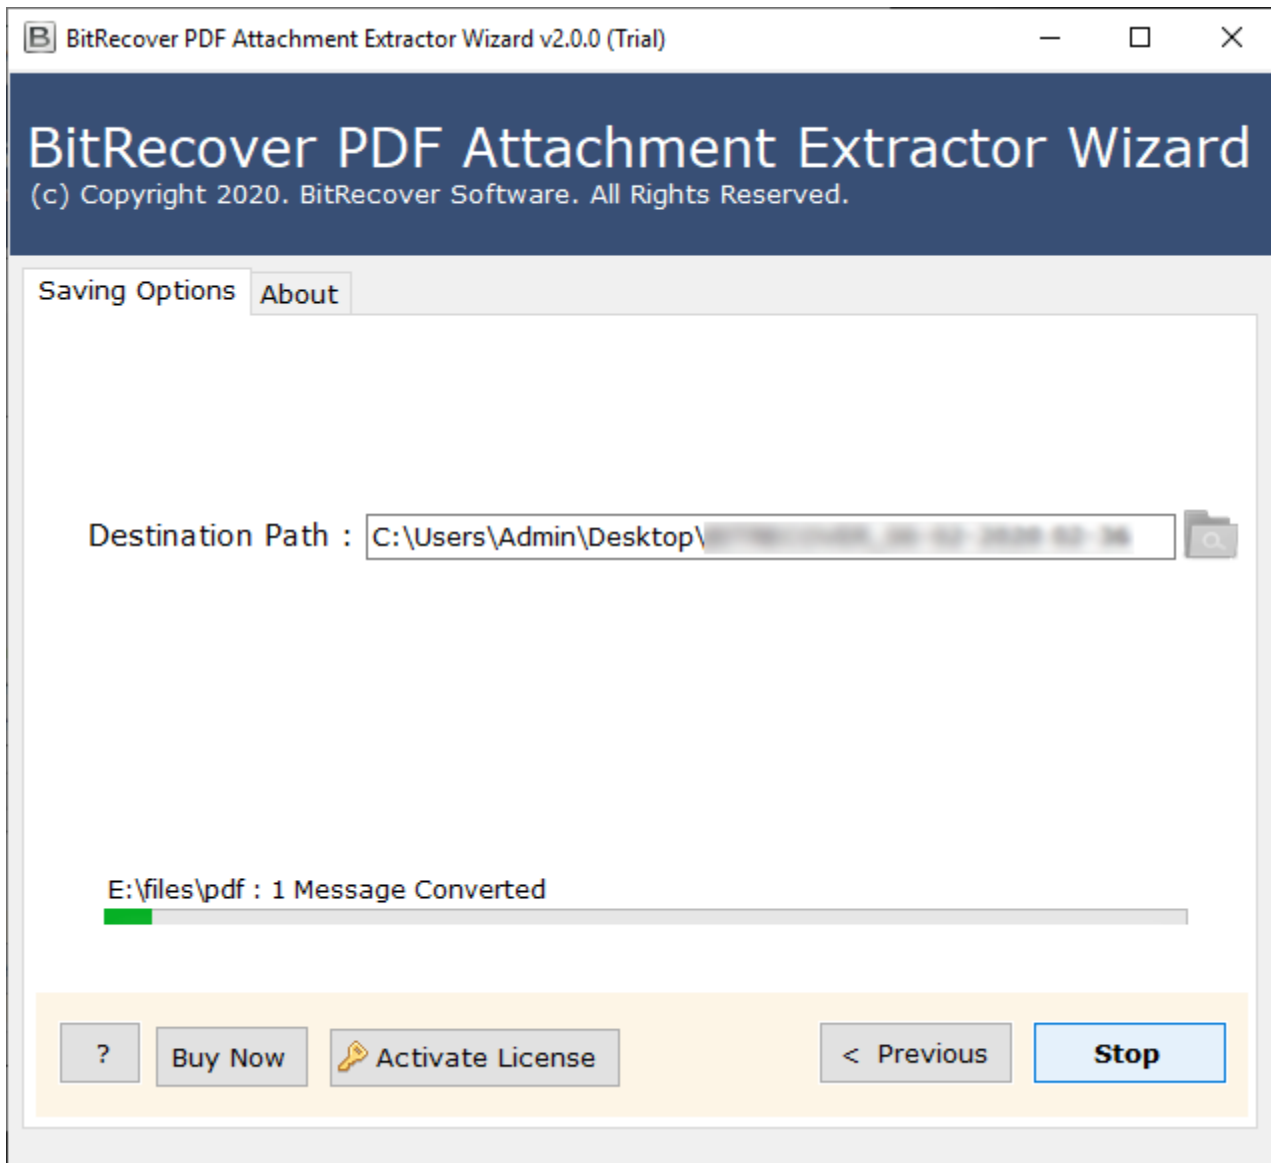 BitRecover PDF Attachment Extractor Wizard v2.0.0 (Trial)
BitRecover PDF Attachment Extractor Wizard
(c) Copyright 2020. BitRecover Software. All Rights Reserved.
Saving Options About
Destination Path : C:\Users\Admin\Desktop\
E:\files\pdf : 1 Message Converted
? Buy Now Activate License < Previous Stop